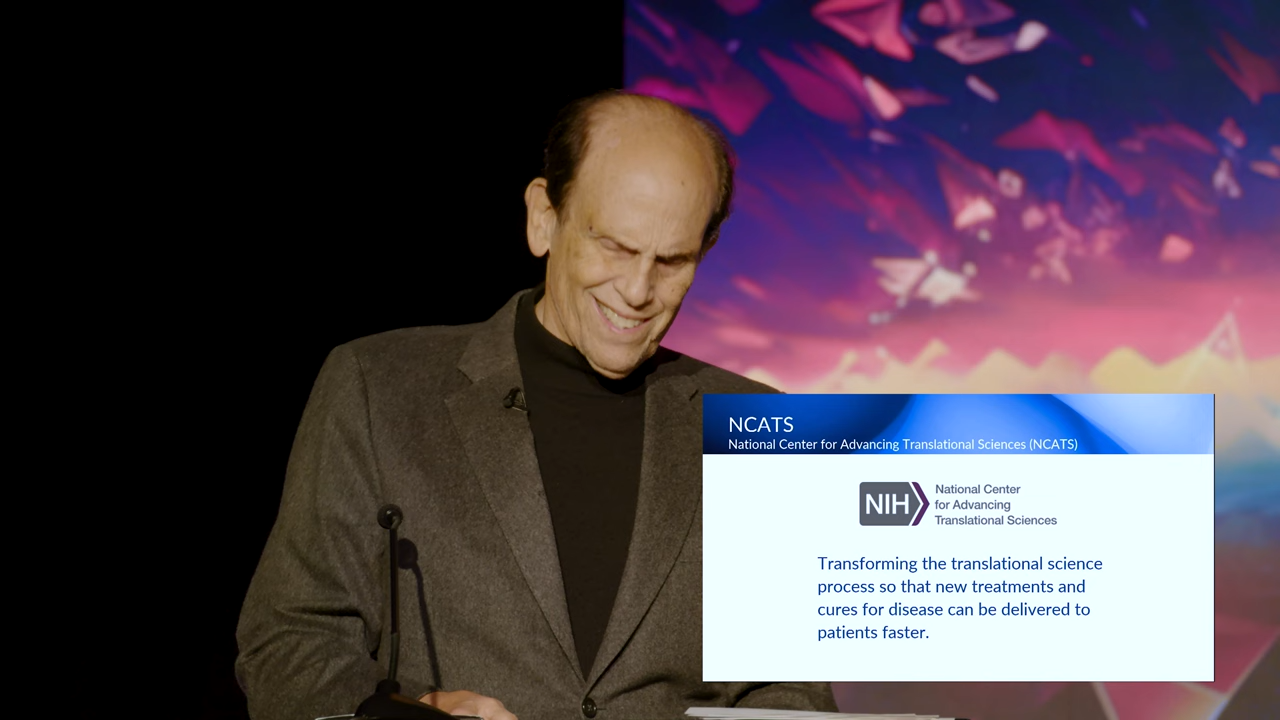 NCATS
National Center for Advancing Translational Sciences (NCATS)
NIH
National Center
for Advancing
Translational Sciences
Transforming the translational science
process so that new treatments and
cures for disease can be delivered to
patients faster.